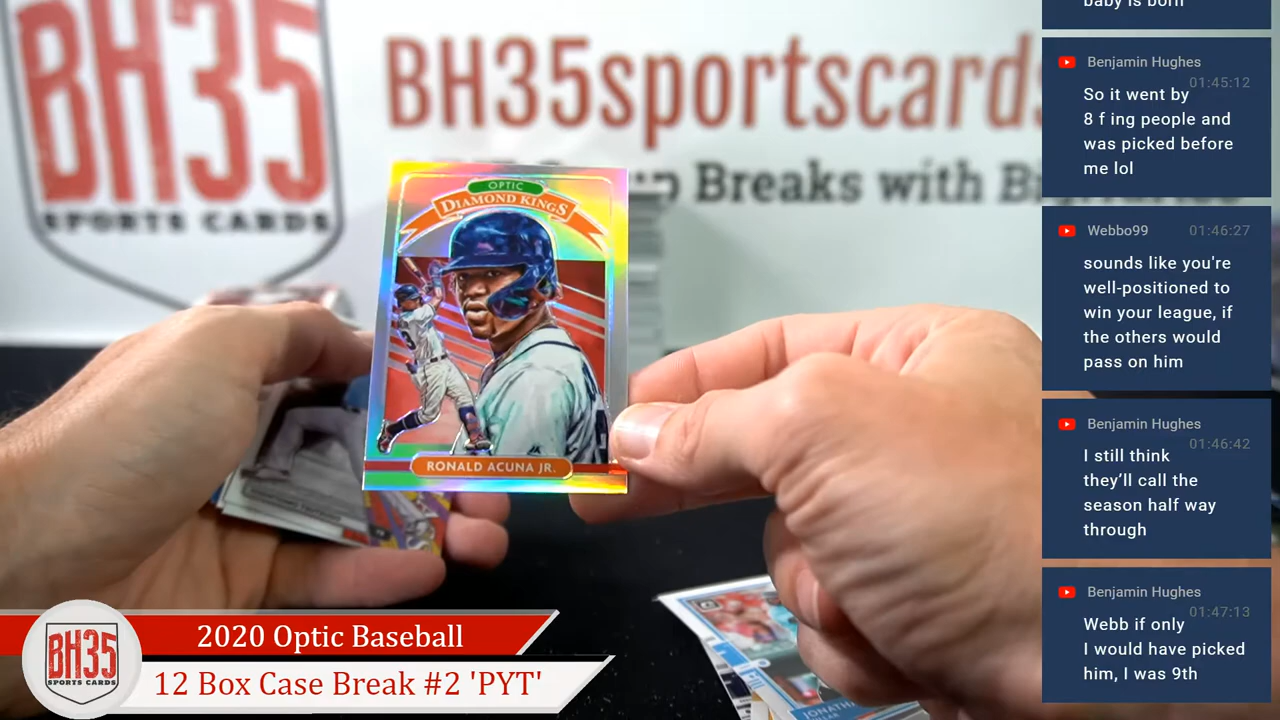 BH35
SPORTS CARDS
BH35sportscards
Breaks with
OPTIC
DIAMOND KINGS
RONALD ACUNA JR.
2020 Optic Baseball
12 Box Case Break #2 'PYT'
BH35
SPORTS CARDS
baby is born
Benjamin Hughes
01:45:12
So it went by
8 f ing people and
was picked before
me lol
Webbo99 01:46:27
sounds like you're
well-positioned to
win your league, if
the others would
pass on him
Benjamin Hughes
01:46:42
I still think
they'll call the
season half way
through
Benjamin Hughes
01:47:13
Webb if only
I would have picked
him, I was 9th